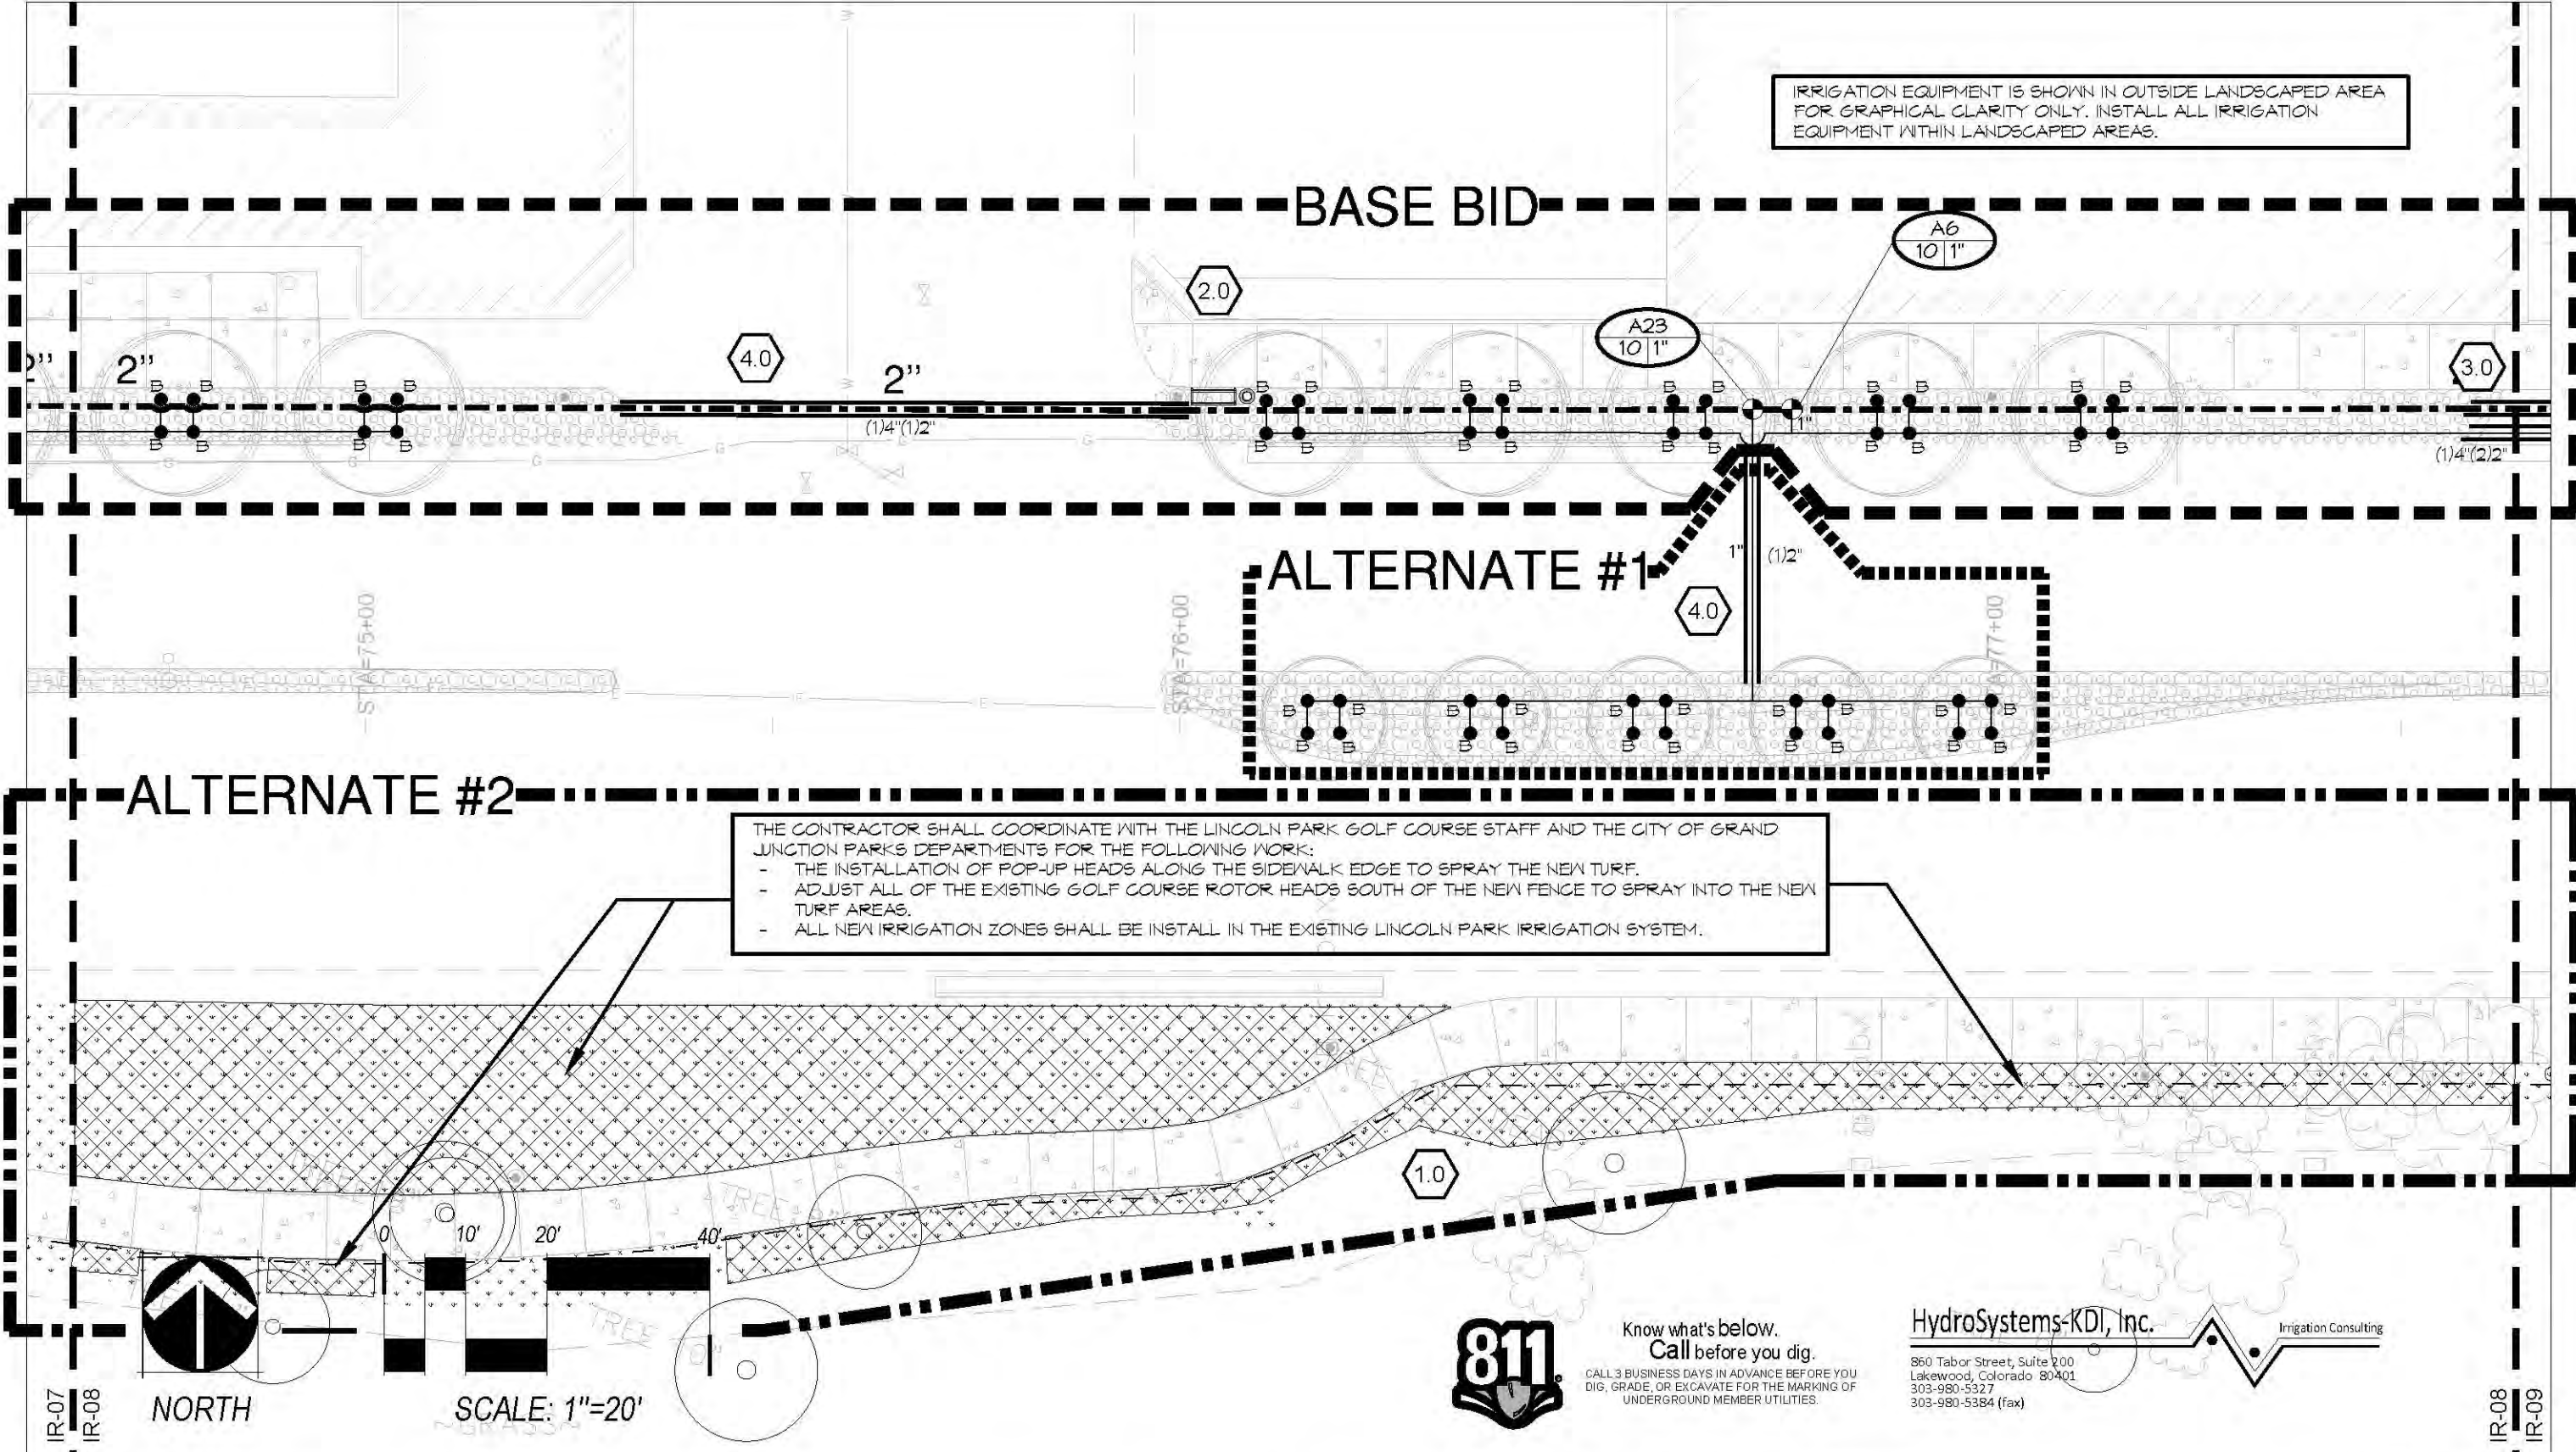 IRRIGATION EQUIPMENT IS SHOWN IN OUTSIDE LANDSCAPED AREA
FOR GRAPHICAL CLARITY ONLY. INSTALL ALL IRRIGATION
EQUIPMENT WITHIN LANDSCAPED AREAS.
BASE BID
A6
10 1"
2.0
A23
10 1"
4.0
3.0
2"
2"
2"
B B B B B B B B B B B B B B
(1)4"(1)2"
1"
B B B B B B B B B B B B B B
(1)4"(2)2"
G G G G G
W W
ALTERNATE #1
1" (1)2"
4.0
STA=75+00
STA=76+00
A=77+00
E E E
B B B B B B B B B B
B B B B B B B B B B
ALTERNATE #2
THE CONTRACTOR SHALL COORDINATE WITH THE LINCOLN PARK GOLF COURSE STAFF AND THE CITY OF GRAND
JUNCTION PARKS DEPARTMENTS FOR THE FOLLOWING WORK:
- THE INSTALLATION OF POP-UP HEADS ALONG THE SIDEWALK EDGE TO SPRAY THE NEW TURF.
- ADJUST ALL OF THE EXISTING GOLF COURSE ROTOR HEADS SOUTH OF THE NEW FENCE TO SPRAY INTO THE NEW
TURF AREAS.
- ALL NEW IRRIGATION ZONES SHALL BE INSTALL IN THE EXISTING LINCOLN PARK IRRIGATION SYSTEM.
TREE
1.0
TREE
TREE
0 10' 20' 40'
NORTH
SCALE: 1"=20'
~GRASS~
IR-07
IR-08
811
Know what's below.
Call before you dig.
CALL 3 BUSINESS DAYS IN ADVANCE BEFORE YOU
DIG, GRADE, OR EXCAVATE FOR THE MARKING OF
UNDERGROUND MEMBER UTILITIES.
HydroSystems-KDI, Inc.
Irrigation Consulting
860 Tabor Street, Suite 200
Lakewood, Colorado 80401
303-980-5327
303-980-5384 (fax)
IR-08
IR-09